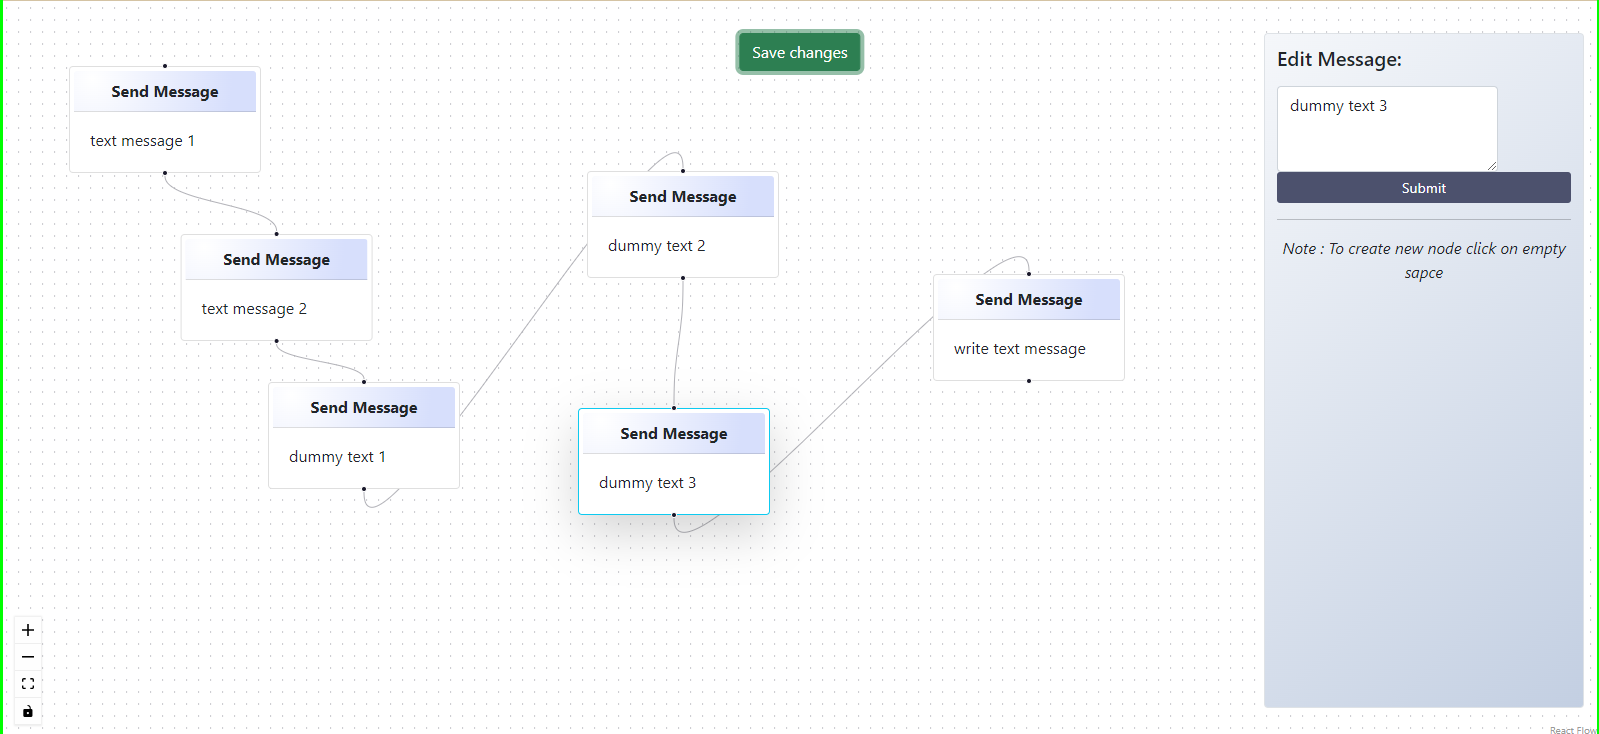 Save changes
Send Message
text message 1
Send Message
text message 2
Send Message
dummy text 1
Send Message
dummy text 2
Send Message
dummy text 3
Send Message
write text message
Edit Message:
dummy text 3
Submit
Note : To create new node click on empty
sapce
React Flow